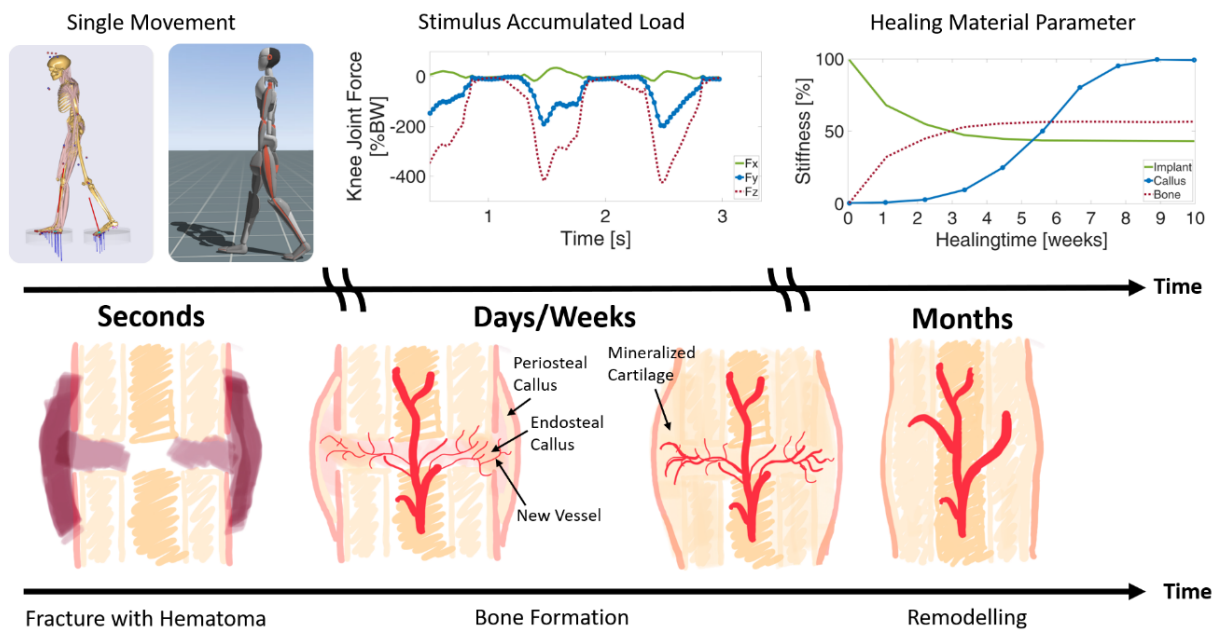 Single Movement
Stimulus Accumulated Load
Healing Material Parameter
Knee Joint Force
[%BW]
0
-200
-400
1
2
3
Time [s]
Fx
Fy
Fz
Stiffness [%]
100
50
0
0
1
2
3
4
5
6
7
8
9
10
Healingtime [weeks]
Implant
Callus
Bone
Time
Seconds
Days/Weeks
Months
Periosteal
Callus
Endosteal
Callus
New Vessel
Mineralized
Cartilage
Time
Fracture with Hematoma
Bone Formation
Remodelling